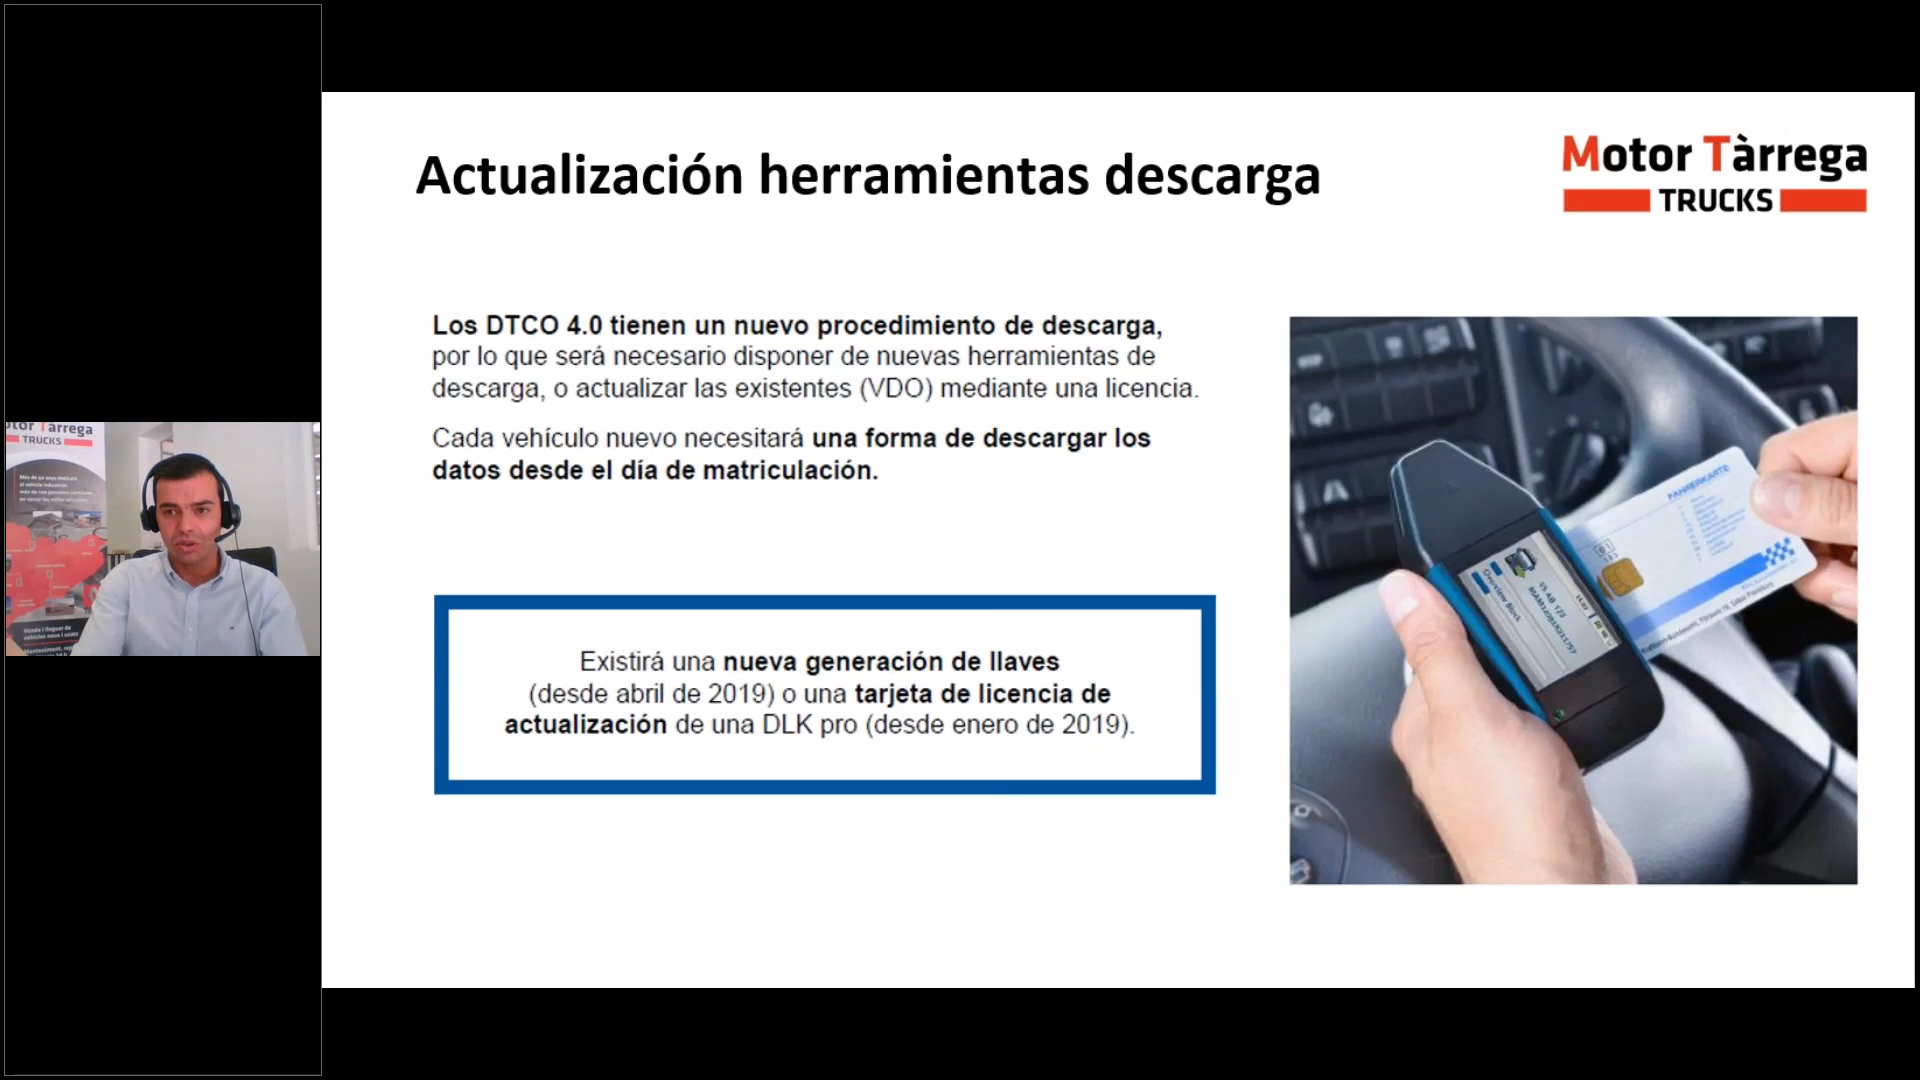 Actualización herramientas descarga
Motor Tàrrega
TRUCKS
Los DTCO 4.0 tienen un nuevo procedimiento de descarga,
por lo que será necesario disponer de nuevas herramientas de
descarga, o actualizar las existentes (VDO) mediante una licencia.
Cada vehículo nuevo necesitará una forma de descargar los
datos desde el día de matriculación.
Existirá una nueva generación de llaves
(desde abril de 2019) o una tarjeta de licencia de
actualización de una DLK pro (desde enero de 2019).
FAHRERKARTE
TRUCKS